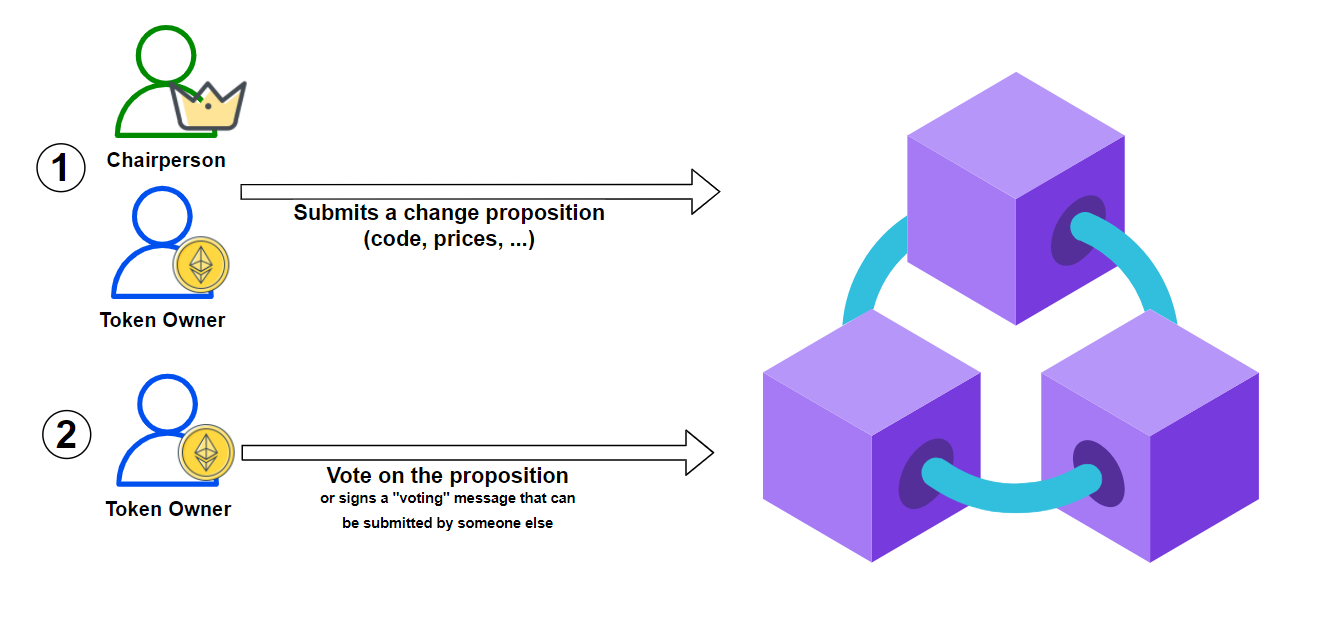 1
Chairperson
Token Owner
Submits a change proposition
(code, prices, ...)
2
Token Owner
Vote on the proposition
or signs a "voting" message that can
be submitted by someone else